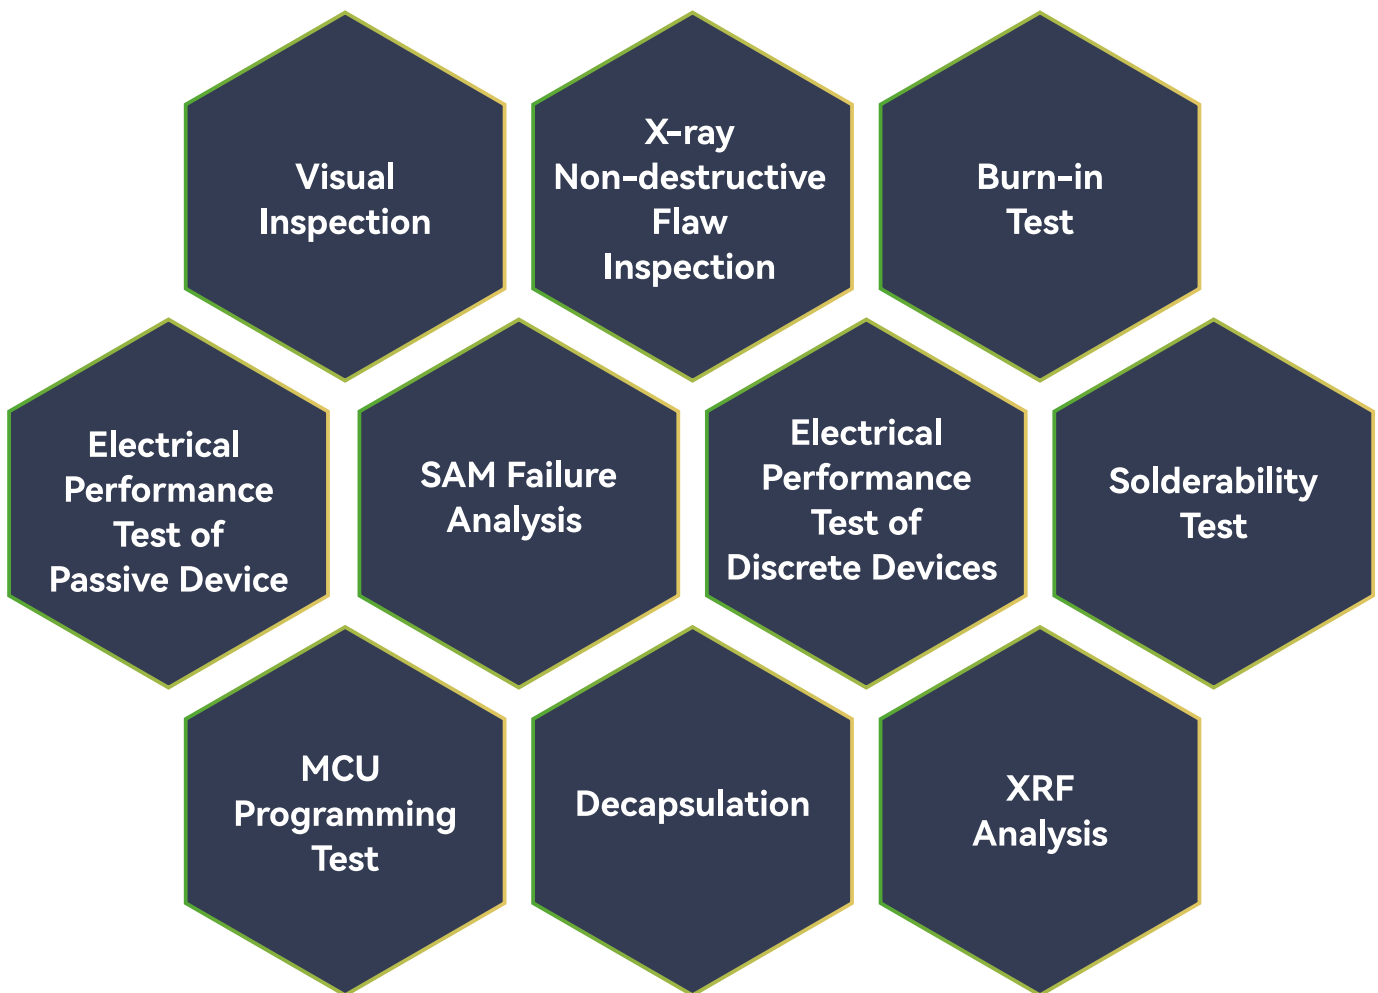 Visual
Inspection
X-ray
Non-destructive
Flaw
Inspection
Burn-in
Test
Electrical
Performance
Test of
Passive Device
SAM Failure
Analysis
Electrical
Performance
Test of
Discrete Devices
Solderability
Test
MCU
Programming
Test
Decapsulation
XRF
Analysis